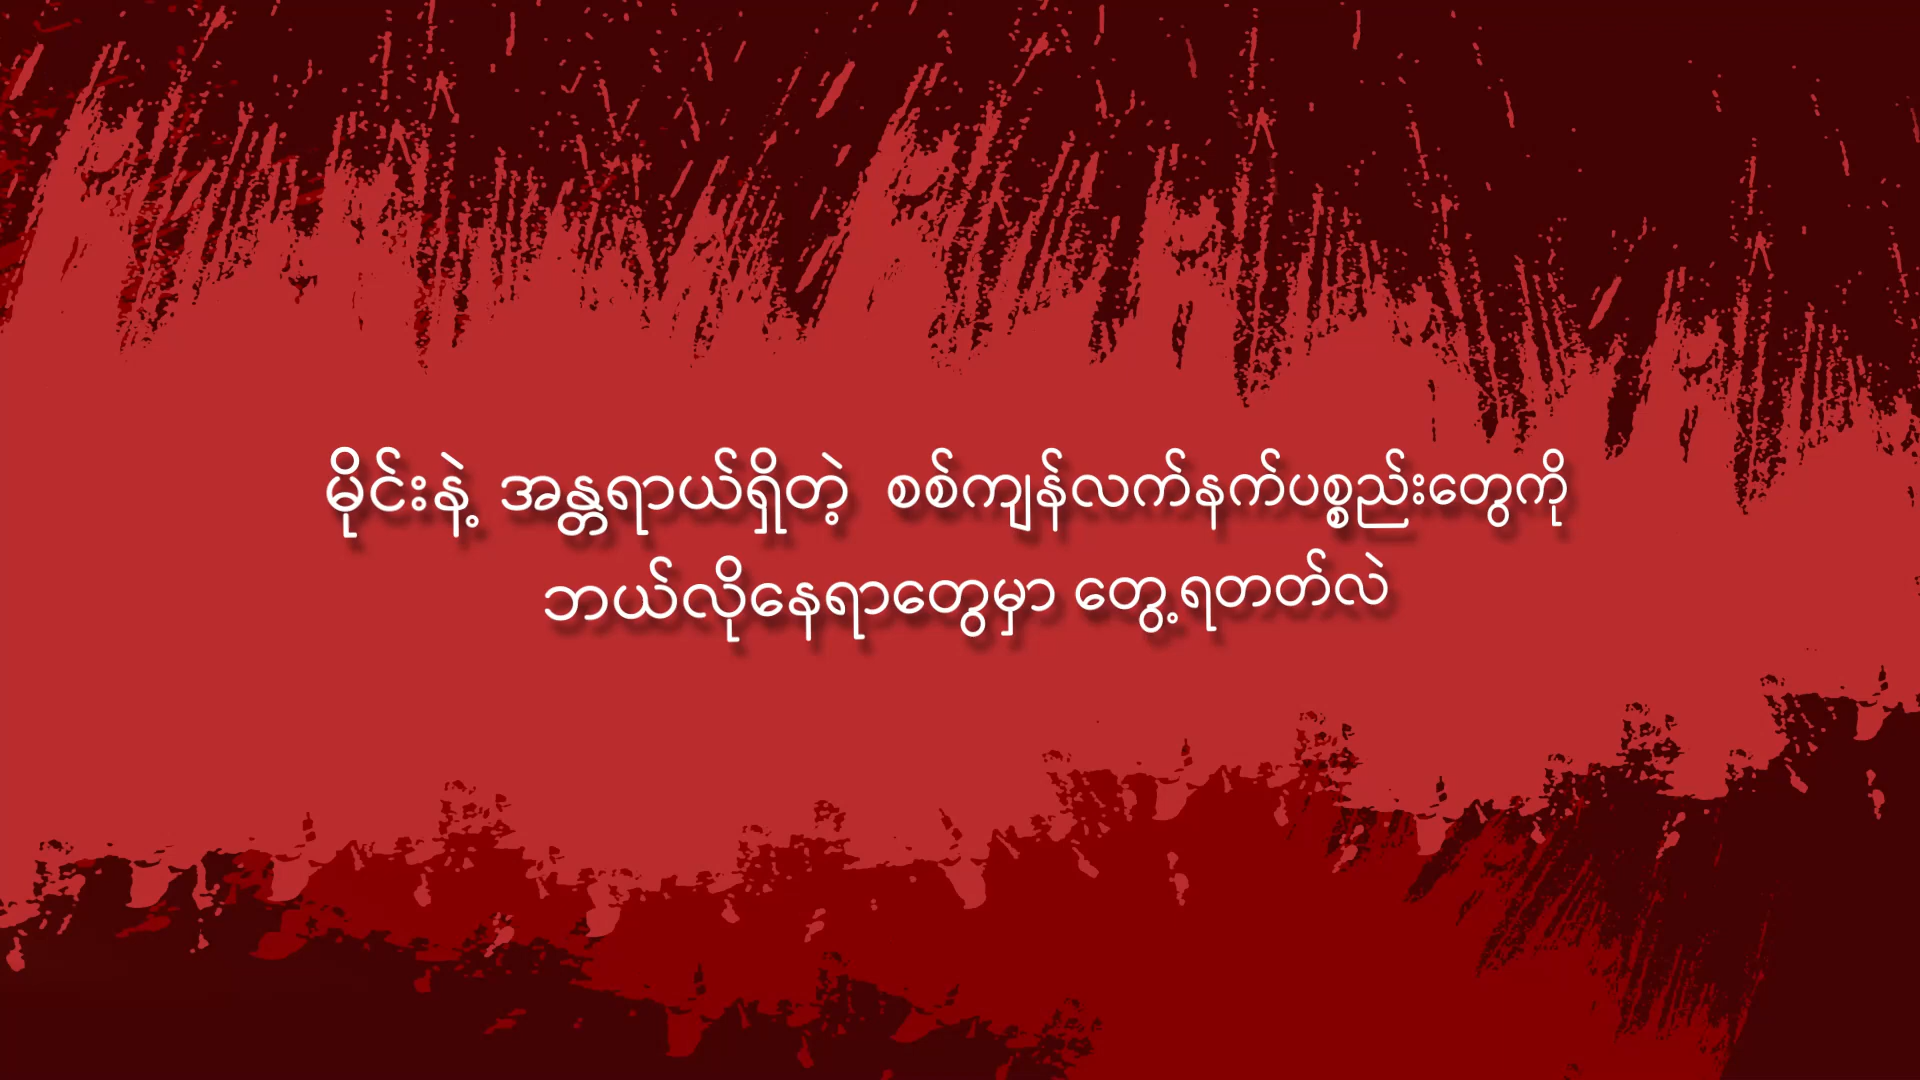 မိုင်းနဲ့ အန္တရာယ်ရှိတဲ့ စစ်ကျန်လက်နက်ပစ္စည်းတွေကို
ဘယ်လိုနေရာတွေမှာ တွေ့ရတတ်လဲ